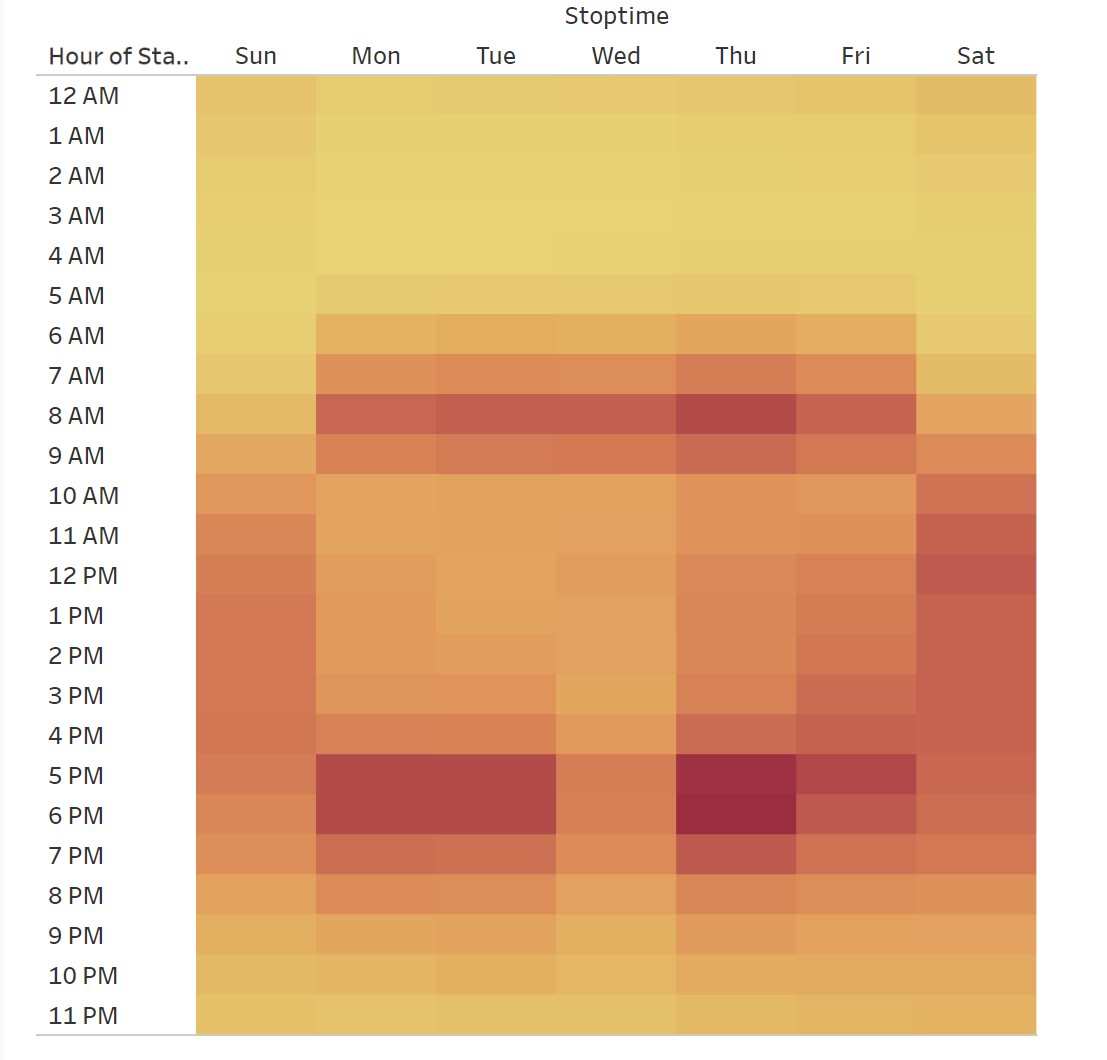 Stoptime
Hour of Sta.. Sun Mon Tue Wed Thu Fri Sat
12 AM
1 AM
2 AM
3 AM
4 AM
5 AM
6 AM
7 AM
8 AM
9 AM
10 AM
11 AM
12 PM
1 PM
2 PM
3 PM
4 PM
5 PM
6 PM
7 PM
8 PM
9 PM
10 PM
11 PM